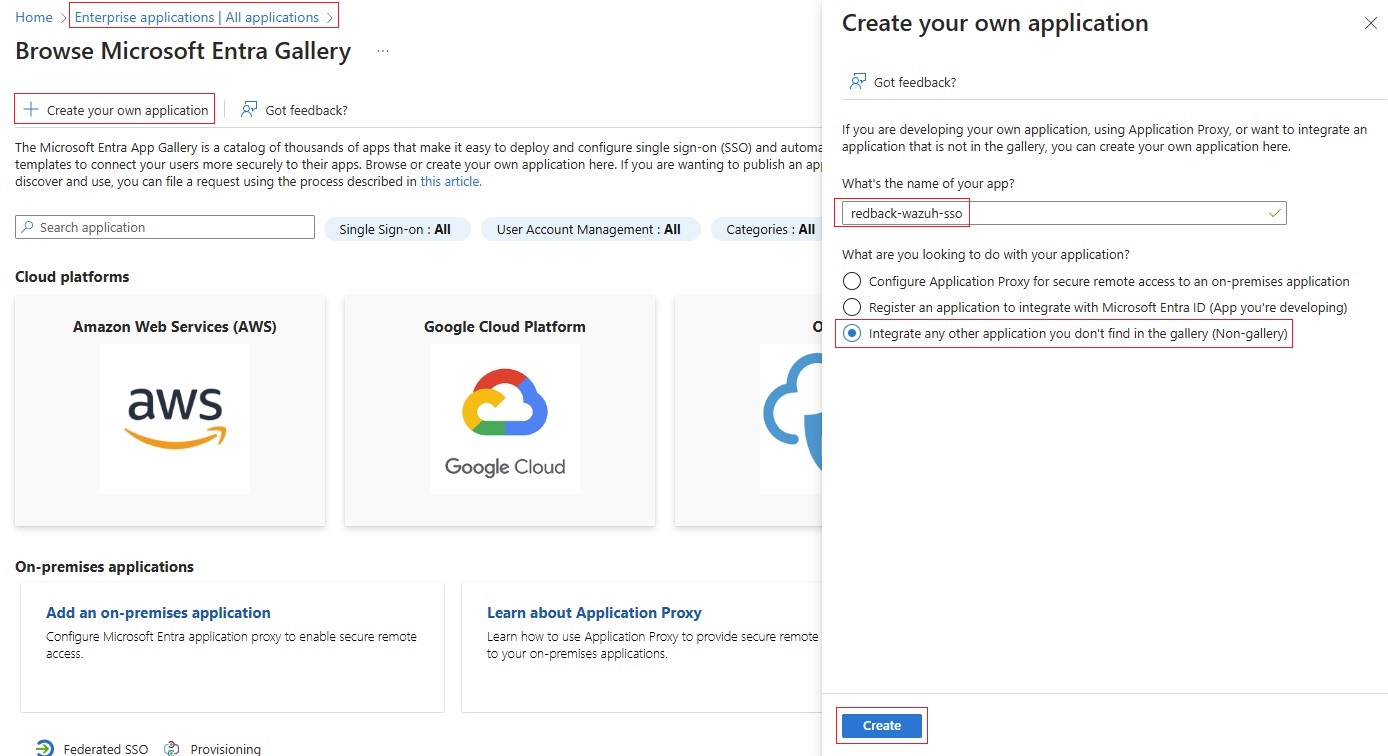 Home > Enterprise applications | All applications >
Browse Microsoft Entra Gallery ...
+ Create your own application
Got feedback?
The Microsoft Entra App Gallery is a catalog of thousands of apps that make it easy to deploy and configure single sign-on (SSO) and automa
templates to connect your users more securely to their apps. Browse or create your own application here. If you are wanting to publish an app
discover and use, you can file a request using the process described in this article.
Search application
Single Sign-on : All
User Account Management : All
Categories : All
Cloud platforms
Amazon Web Services (AWS)
aws
Google Cloud Platform
Google Cloud
O
On-premises applications
Add an on-premises application
Configure Microsoft Entra application proxy to enable secure remote
access.
Learn about Application Proxy
Learn how to use Application Proxy to provide secure remote
to your on-premises applications.
Federated SSO
Provisioning
Create your own application
Got feedback?
If you are developing your own application, using Application Proxy, or want to integrate an
application that is not in the gallery, you can create your own application here.
What's the name of your app?
redback-wazuh-sso
What are you looking to do with your application?
Configure Application Proxy for secure remote access to an on-premises application
Register an application to integrate with Microsoft Entra ID (App you're developing)
Integrate any other application you don't find in the gallery (Non-gallery)
Create